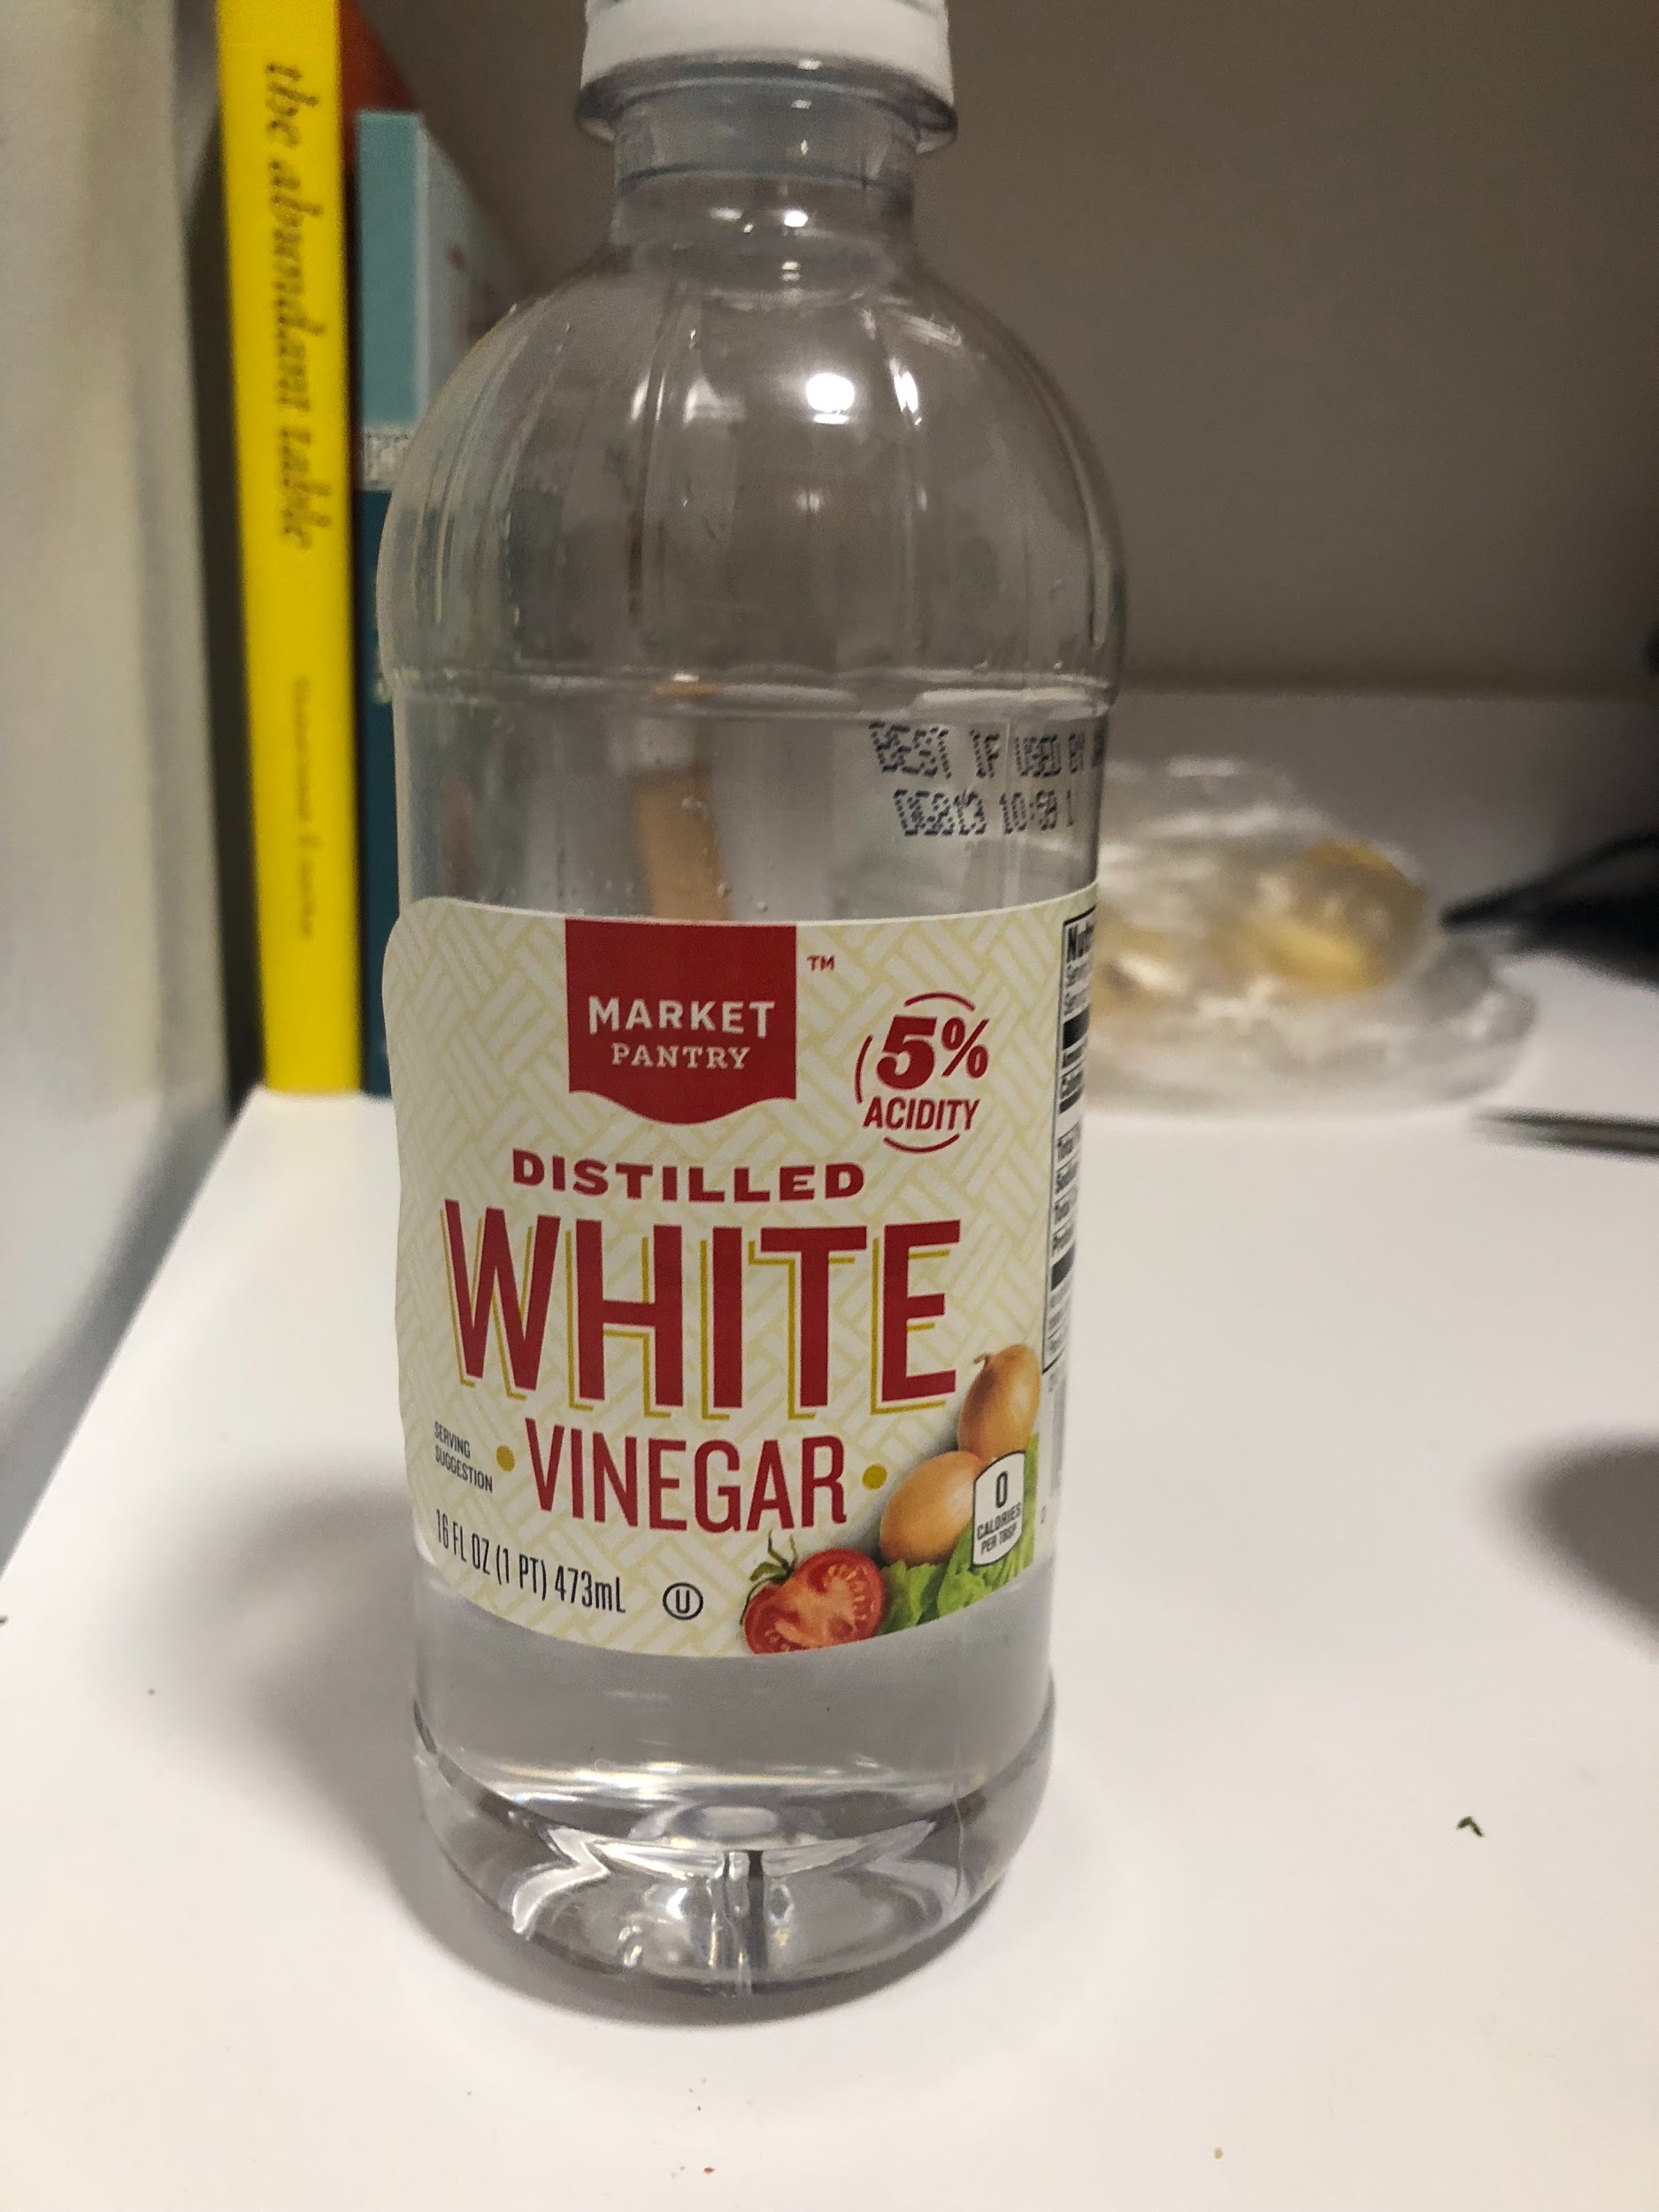 the abundant table
BEST IF USED BY
MARKET
PANTRY
™
5%
ACIDITY
DISTILLED
WHITE
• VINEGAR •
SERVING
SUGGESTION
16 FL OZ (1 PT) 473mL
U
0
CALORIES
PER TBSP